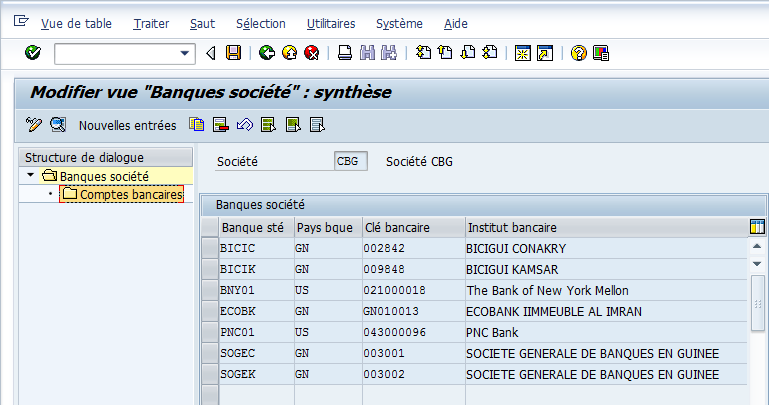 Vue de table Traiter Saut Sélection Utilitaires Système Aide
Modifier vue "Banques société" : synthèse
Nouvelles entrées
Structure de dialogue
Banques société
Comptes bancaires
Société CBG Société CBG
Banques société
Banque sté Pays bque Clé bancaire Institut bancaire
BICIC GN 002842 BICIGUI CONAKRY
BICIK GN 009848 BICIGUI KAMSAR
BNY01 US 021000018 The Bank of New York Mellon
ECOBK GN GN010013 ECOBANK IIMMEUBLE AL IMRAN
PNC01 US 043000096 PNC Bank
SOGEC GN 003001 SOCIETE GENERALE DE BANQUES EN GUINEE
SOGEK GN 003002 SOCIETE GENERALE DE BANQUES EN GUINEE